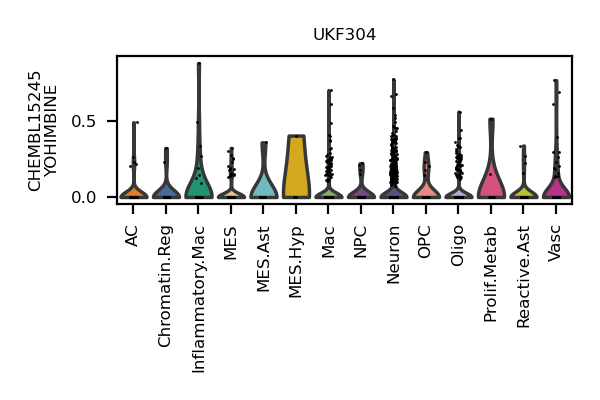 UKF304
CHEMBL15245
YOHIMBINE
0.5
0.0
AC
Chromatin.Reg
Inflammatory.Mac
MES
MES.Ast
MES.Hyp
Mac
NPC
Neuron
OPC
Oligo
Prolif.Metab
Reactive.Ast
Vasc